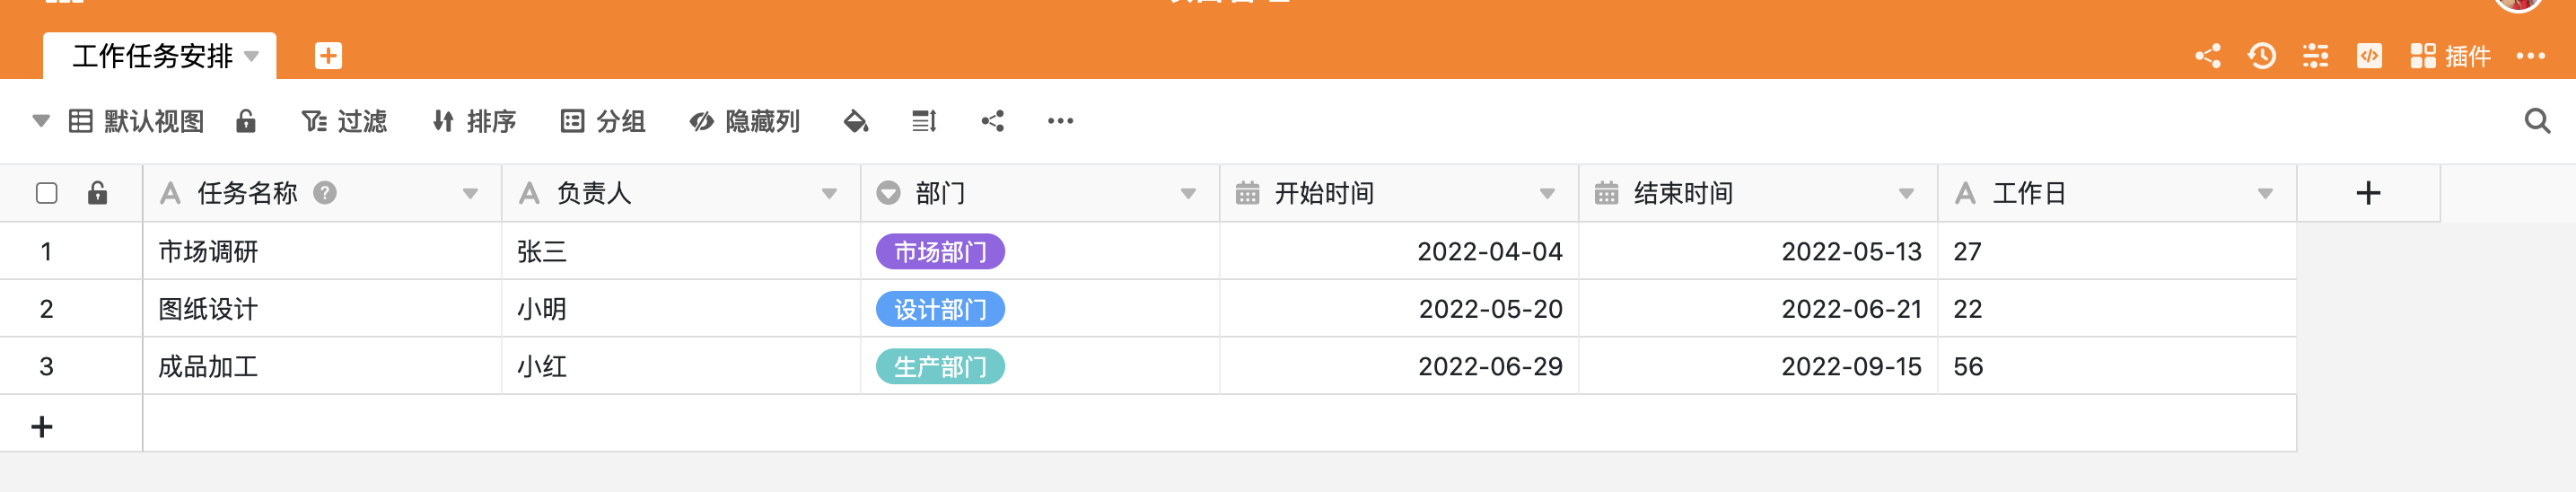 工作任务安排
插件
默认视图 过滤 排序 分组 隐藏列
任务名称 负责人 部门 开始时间 结束时间 工作日
1 市场调研 张三 市场部门 2022-04-04 2022-05-13 27
2 图纸设计 小明 设计部门 2022-05-20 2022-06-21 22
3 成品加工 小红 生产部门 2022-06-29 2022-09-15 56